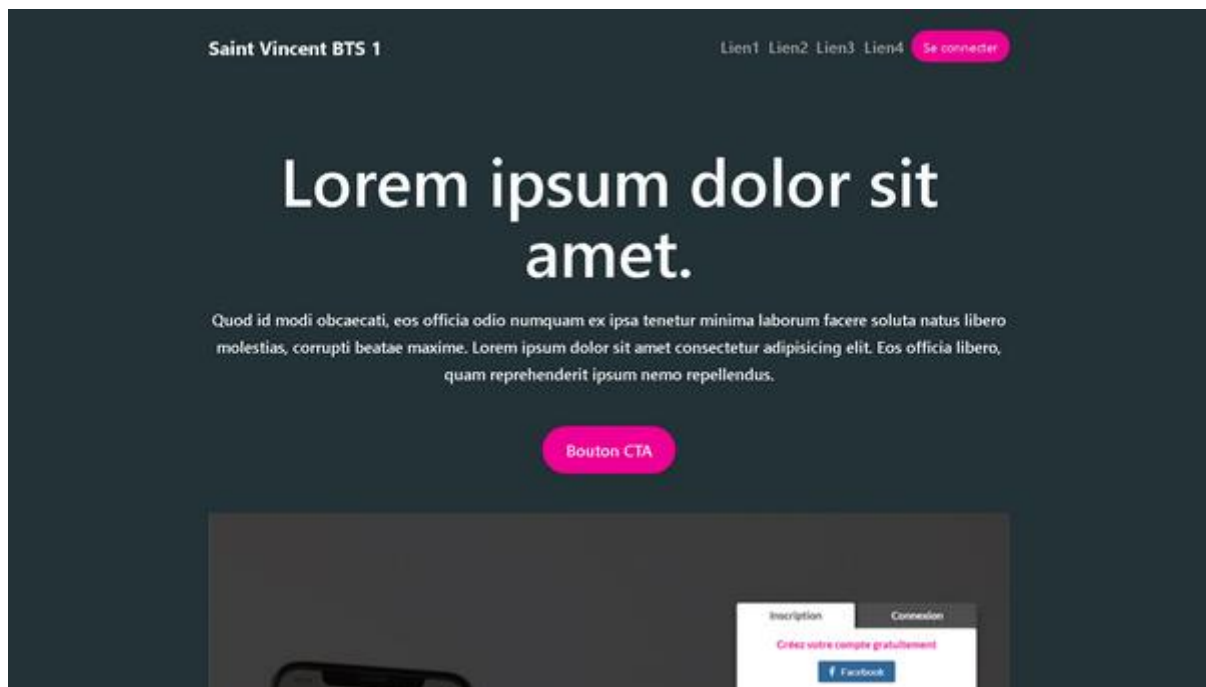 Saint Vincent BTS 1
Lien1 Lien2 Lien3 Lien4 Se connecter
Lorem ipsum dolor sit
amet.
Quod id modi obcaecati, eos officia odio numquam ex ipsa tenetur minima laborum facere soluta natus libero
molestias, corrupti beatae maxime. Lorem ipsum dolor sit amet consectetur adipisicing elit. Eos officia libero,
quam reprehenderit ipsum nemo repellendus.
Bouton CTA
Inscription Connexion
Créez votre compte gratuitement
Facebook